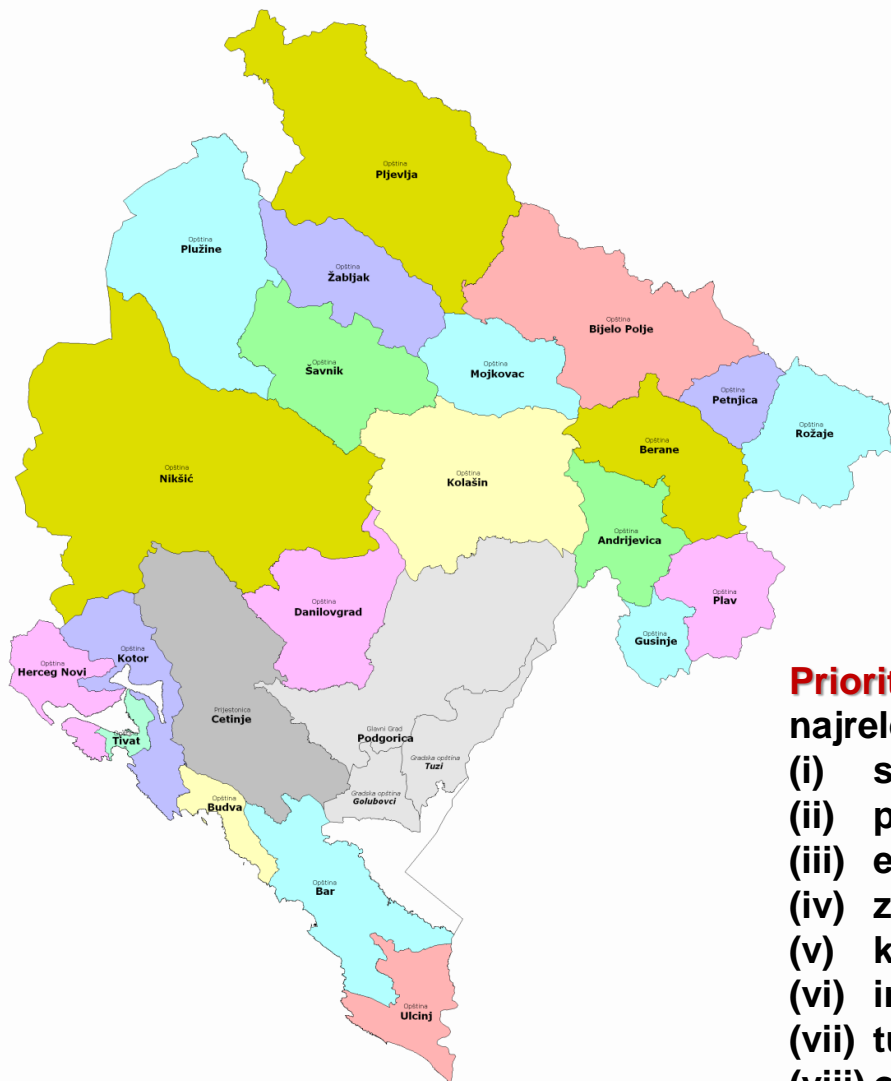 Opština
Pljevlja
Opština
Plužine
Opština
Žabljak
Opština
Bijelo Polje
Opština
Šavnik
Opština
Mojkovac
Opština
Petnjica
Opština
Rožaje
Opština
Berane
Opština
Nikšić
Opština
Kolašin
Opština
Andrijevica
Opština
Plav
Opština
Danilovgrad
Opština
Gusinje
Opština
Kotor
Opština
Herceg Novi
Prijestonica
Cetinje
Glavni Grad
Podgorica
Opština
Tivat
Gradska opština
Tuzi
Gradska opština
Golubovci
Opština
Budva
Opština
Bar
Opština
Ulcinj
(i) s
(ii) p
(iii) e
(iv) z
(v) k
(vi)
(vii) tu
(viii)